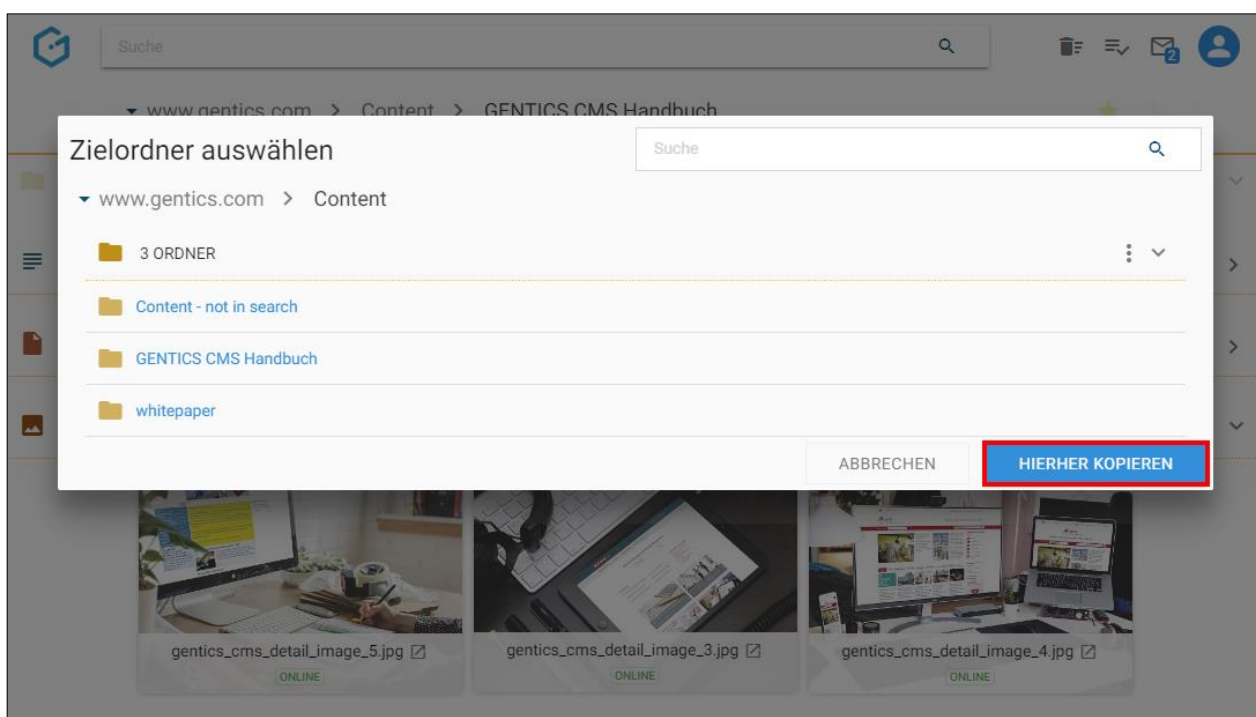 Suche
2
www.gentics.com > Content > GENTICS CMS Handbuch
Zielordner auswählen
Suche
www.gentics.com > Content
3 ORDNER
Content - not in search
GENTICS CMS Handbuch
whitepaper
ABBRECHEN HIERHER KOPIEREN
gentics_cms_detail_image_5.jpg gentics_cms_detail_image_3.jpg gentics_cms_detail_image_4.jpg
ONLINE ONLINE ONLINE